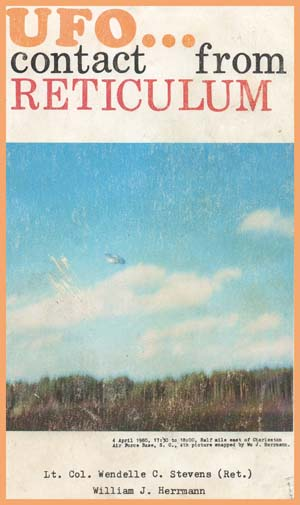 UFO...
contact from
RETICULUM
4 April 1980, 17:30 to 18:00, Half mile east of Charleston
Air Force Base, S. C., 4th picture snapped by Wm J. Herrmann.
Lt. Col. Wendelle C. Stevens (Ret.)
William J. Herrmann